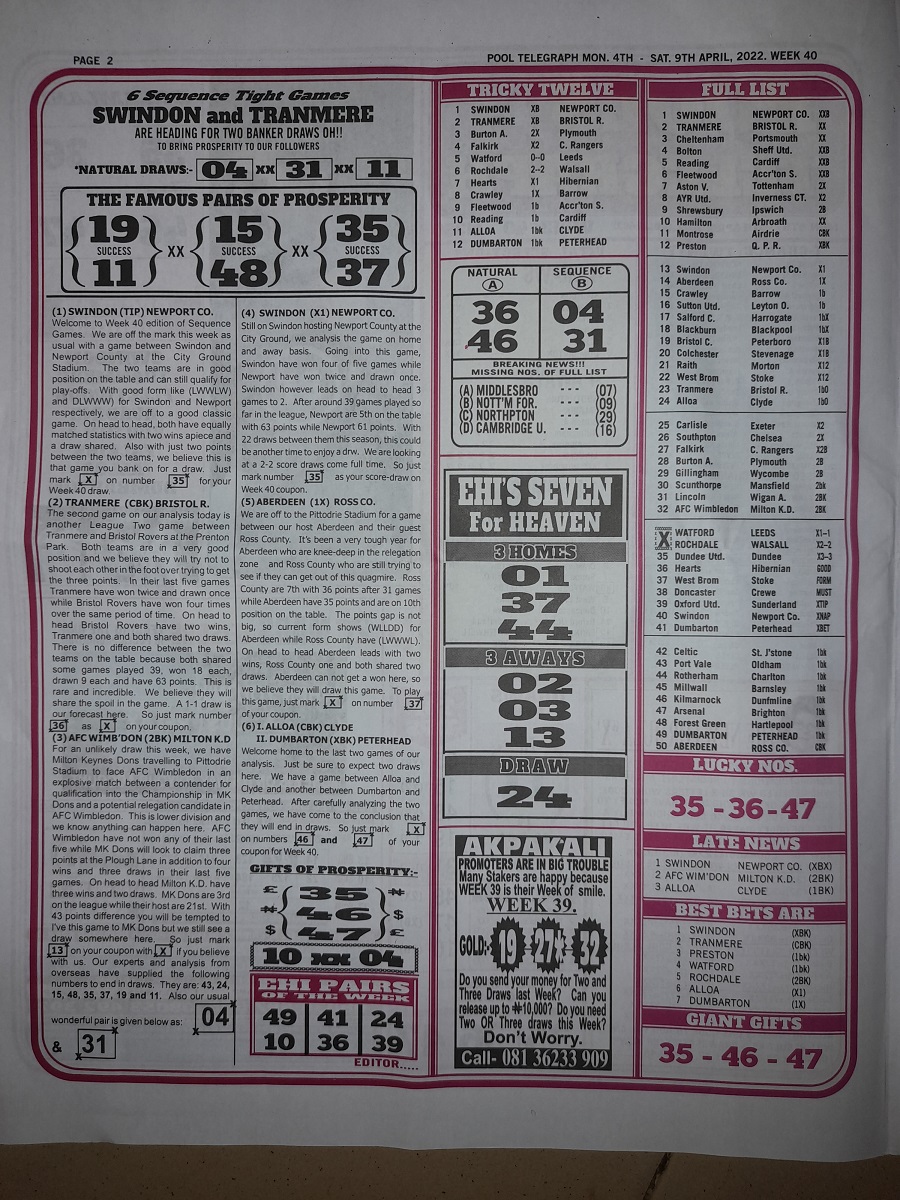 PAGE 2
POOL TELEGRAPH MON. 4TH - SAT. 9TH APRIL, 2022. WEEK 40
6 Sequence Tight Games
SWINDON and TRANMERE
ARE HEADING FOR TWO BANKER DRAWS OH!!
TO BRING PROSPERITY TO OUR FOLLOWERS
*NATURAL DRAWS:- 04 XX 31 XX 11
THE FAMOUS PAIRS OF PROSPERITY
19 XX 15 XX 35
SUCCESS SUCCESS SUCCESS
11 48 37
(1) SWINDON (TIP) NEWPORT CO.
Welcome to Week 40 edition of Sequence
Games. We are off the mark this week as
usual with a game between Swindon and
Newport County at the City Ground
Stadium. The two teams are in good
position on the table and can still qualify for
play-offs. With good form like (LWWLW)
and DLWWW) for Swindon and Newport
respectively, we are off to a good classic
game. On head to head, both have equally
matched statistics with two wins apiece and
a draw shared. Also with just two points
between the two teams, we believe this is
that game you bank on for a draw. Just
mark X on number 35 for your
Week 40 draw.
(2) TRANMERE (CBK) BRISTOL R.
The second game on our analysis today is
another League Two game between
Tranmere and Bristol Rovers at the Prenton
Park. Both teams are in a very good
position and we believe they will try not to
shoot each other in the foot over trying to get
the three points. In their last five games
Tranmere have won twice and drawn once
while Bristol Rovers have won four times
over the same period of time. On head to
head Bristol Rovers have two wins,
Tranmere one and both shared two draws.
There is no difference between the two
teams on the table because both shared
some games played 39, won 18 each,
drawn 9 each and have 63 points. This is
rare and incredible. We believe they will
share the spoil in the game. A 1-1 draw is
our forecast here. So just mark number
36 as X on your coupon.
(3) AFC WIMB'DON (2BK) MILTON K.D
For an unlikely draw this week, we have
Milton Keynes Dons travelling to Pittodrie
Stadium to face AFC Wimbledon in an
explosive match between a contender for
qualification into the Championship in MK
Dons and a potential relegation candidate in
AFC Wimbledon. This is lower division and
we know anything can happen here. AFC
Wimbledon have not won any of their last
five while MK Dons will look to claim three
points at the Plough Lane in addition to four
wins and three draws in their last five
games. On head to head Milton K.D. have
three wins and two draws. MK Dons are 3rd
on the league while their host are 21st. With
43 points difference you will be tempted to
I've this game to MK Dons but we still see a
draw somewhere here. So just mark
13 on your coupon with X if you believe
with us. Our experts and analysis from
overseas have supplied the following
numbers to end in draws. They are: 43, 24,
15, 48, 35, 37, 19 and 11. Also our usual
wonderful pair is given below as: 04
& 31
(4) SWINDON (X1) NEWPORT CO.
Still on Swindon hosting Newport County at the
City Ground, we analysis the game on home
and away basis. Going into this game,
Swindon have won four of five games while
Newport have won twice and drawn once.
Swindon however leads on head to head 3
games to 2. After around 39 games played so
far in the league, Newport are 5th on the table
with 63 points while Newport 61 points. With
22 draws between them this season, this could
be another time to enjoy a drw. We are looking
at a 2-2 score draws come full time. So just
mark number 35 as your score-draw on
Week 40 coupon.
(5) ABERDEEN (1X) ROSS CO.
We are off to the Pittodrie Stadium for a game
between our host Aberdeen and their guest
Ross County. It's been a very tough year for
Aberdeen who are knee-deep in the relegation
zone and Ross County who are still trying to
see if they can get out of this quagmire. Ross
County are 7th with 36 points after 31 games
while Aberdeen have 35 points and are on 10th
position on the table. The points gap is not
big, so current form shows (WLLDD) for
Aberdeen while Ross County have (LWWWL).
On head to head Aberdeen leads with two
wins, Ross County one and both shared two
draws. Aberdeen can not get a won here, so
we believe they will draw this game. To play
this game, just mark X on number 37
of your coupon.
(6) I. ALLOA (CBK) CLYDE
II. DUMBARTON (XBK) PETERHEAD
Welcome home to the last two games of our
analysis. Just be sure to expect two draws
here. We have a game between Alloa and
Clyde and another between Dumbarton and
Peterhead. After carefully analyzing the two
games, we have come to the conclusion that
they will end in draws. So just mark X
on numbers 46 and 47 of your
coupon for Week 40.
GIFTS OF PROSPERITY:-
£ 35 ₦
₦ 46 $
$ 47 £
10 XX 04
EHI PAIRS
OF THE WEEK
49 41 24
10 36 39
EDITOR.....
TRICKY TWELVE
1 SWINDON XB NEWPORT CO.
2 TRANMERE XB BRISTOL R.
3 Burton A. 2X Plymouth
4 Falkirk X2 C. Rangers
5 Watford 0--0 Leeds
6 Rochdale 2--2 Walsall
7 Hearts X1 Hibernian
8 Crawley 1X Barrow
9 Fleetwood 1b Accr'ton S.
10 Reading 1b Cardiff
11 ALLOA 1bk CLYDE
12 DUMBARTON 1bk PETERHEAD
NATURAL SEQUENCE
A B
36 04
46 31
BREAKING NEWS!!!
MISSING NOS. OF FULL LIST
(A) MIDDLESBRO --- (07)
(B) NOTT'M FOR. --- (09)
(C) NORTHPTON --- (29)
(D) CAMBRIDGE U. --- (16)
EHI'S SEVEN
For HEAVEN
3 HOMES
01
37
44
3 AWAYS
02
03
13
DRAW
24
AKPAKALI
PROMOTERS ARE IN BIG TROUBLE
Many Stakers are happy because
WEEK 39 is their Week of smile.
WEEK 39.
GOLD:- 19 27 32
Do you send your money for Two and
Three Draws last Week? Can you
release up to ₦10,000? Do you need
Two OR Three draws this Week?
Don't Worry.
Call- 081 36233 909
FULL LIST
1 SWINDON NEWPORT CO. XXB
2 TRANMERE BRISTOL R. XX
3 Cheltenham Portsmouth XX
4 Bolton Sheff Utd. XXB
5 Reading Cardiff XXB
6 Fleetwood Accr'ton S. XXB
7 Aston V. Tottenham 2X
8 AYR Utd. Inverness CT. X2
9 Shrewsbury Ipswich 2B
10 Hamilton Arbroath XX
11 Montrose Airdrie CBK
12 Preston Q. P. R. XBK
13 Swindon Newport Co. X1
14 Aberdeen Ross Co. 1X
15 Crawley Barrow 1b
16 Sutton Utd. Leyton O. 1b
17 Salford C. Harrogate 1bX
18 Blackburn Blackpool 1bX
19 Bristol C. Peterboro X1B
20 Colchester Stevenage X1B
21 Raith Morton X12
22 West Brom Stoke X12
23 Tranmere Bristol R. 1b0
24 Alloa Clyde 1b0
25 Carlisle Exeter X2
26 Southpton Chelsea 2X
27 Falkirk C. Rangers X2B
28 Burton A. Plymouth 2B
29 Gillingham Wycombe 2B
30 Scunthorpe Mansfield 2bk
31 Lincoln Wigan A. 2BK
32 AFC Wimbledon Milton K.D. 2BK
X WATFORD LEEDS X1-1
ROCHDALE WALSALL X2-2
35 Dundee Utd. Dundee X3-3
36 Hearts Hibernian GOOD
37 West Brom Stoke FORM
38 Doncaster Crewe MUST
39 Oxford Utd. Sunderland XTIP
40 Swindon Newport Co. XNAP
41 Dumbarton Peterhead XBET
42 Celtic St. J'stone 1bk
43 Port Vale Oldham 1bk
44 Rotherham Charlton 1bk
45 Millwall Barnsley 1bk
46 Kilmarnock Dunfmline 1bk
47 Arsenal Brighton 1bk
48 Forest Green Hartlepool 1bk
49 DUMBARTON PETERHEAD 1bk
50 ABERDEEN ROSS CO. CBK
LUCKY NOS.
35 - 36 - 47
LATE NEWS
1 SWINDON NEWPORT CO. (XBX)
2 AFC WIM'DON MILTON K.D. (2BK)
3 ALLOA CLYDE (1BK)
BEST BETS ARE
1 SWINDON (XBK)
2 TRANMERE (CBK)
3 PRESTON (1bk)
4 WATFORD (1bk)
5 ROCHDALE (2BK)
6 ALLOA (X1)
7 DUMBARTON (1X)
GIANT GIFTS
35 - 46 - 47